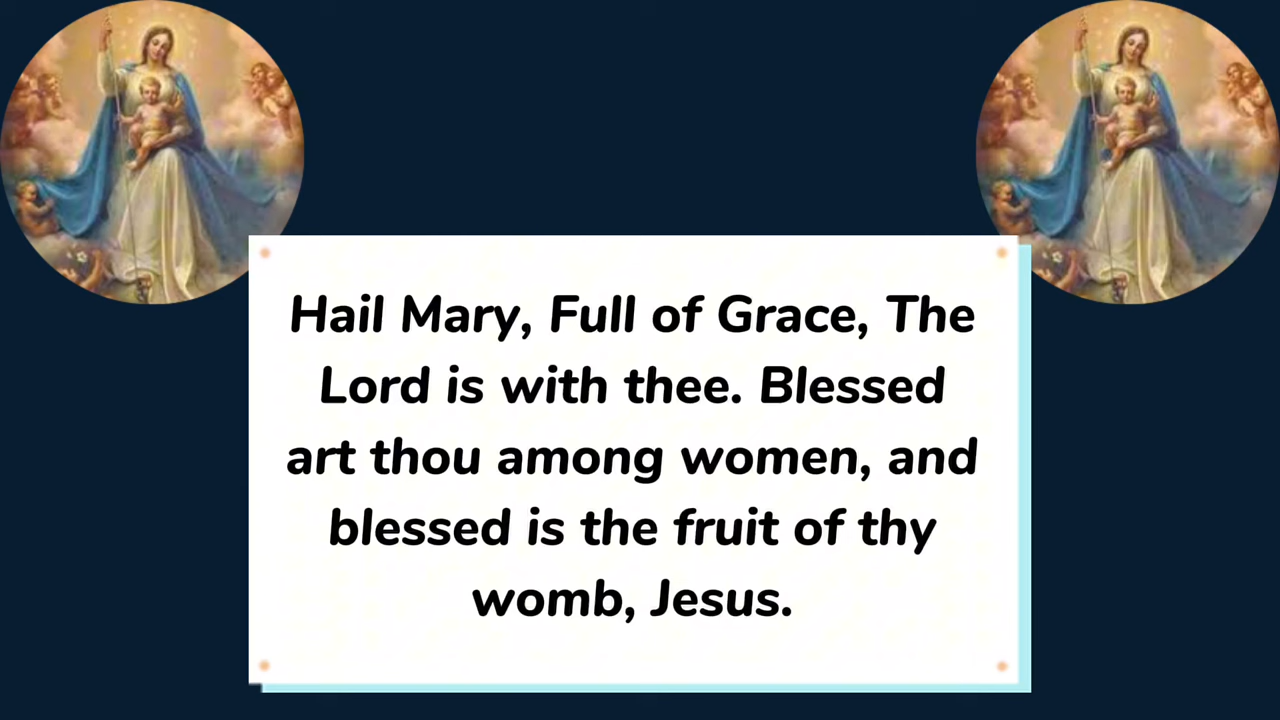 Hail Mary, Full of Grace, The
Lord is with thee. Blessed
art thou among women, and
blessed is the fruit of thy
womb, Jesus.